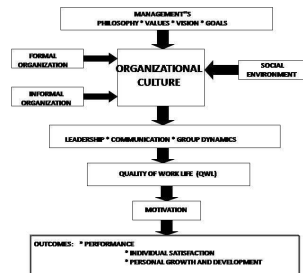 MANAGEMENT"S
PHILOSOPHY * VALUES * VISION * GOALS
FORMAL
ORGANIZATION
ORGANIZATIONAL
CULTURE
SOCIAL
ENVIRONMENT
INFORMAL
ORGANIZATION
LEADERSHIP * COMMUNICATION * GROUP DYNAMICS
QUALITY OF WORK LIFE (QWL)
MOTIVATION
OUTCOMES: * PERFORMANCE
* INDIVIDUAL SATISFACTION
* PERSONAL GROWTH AND DEVELOPMENT